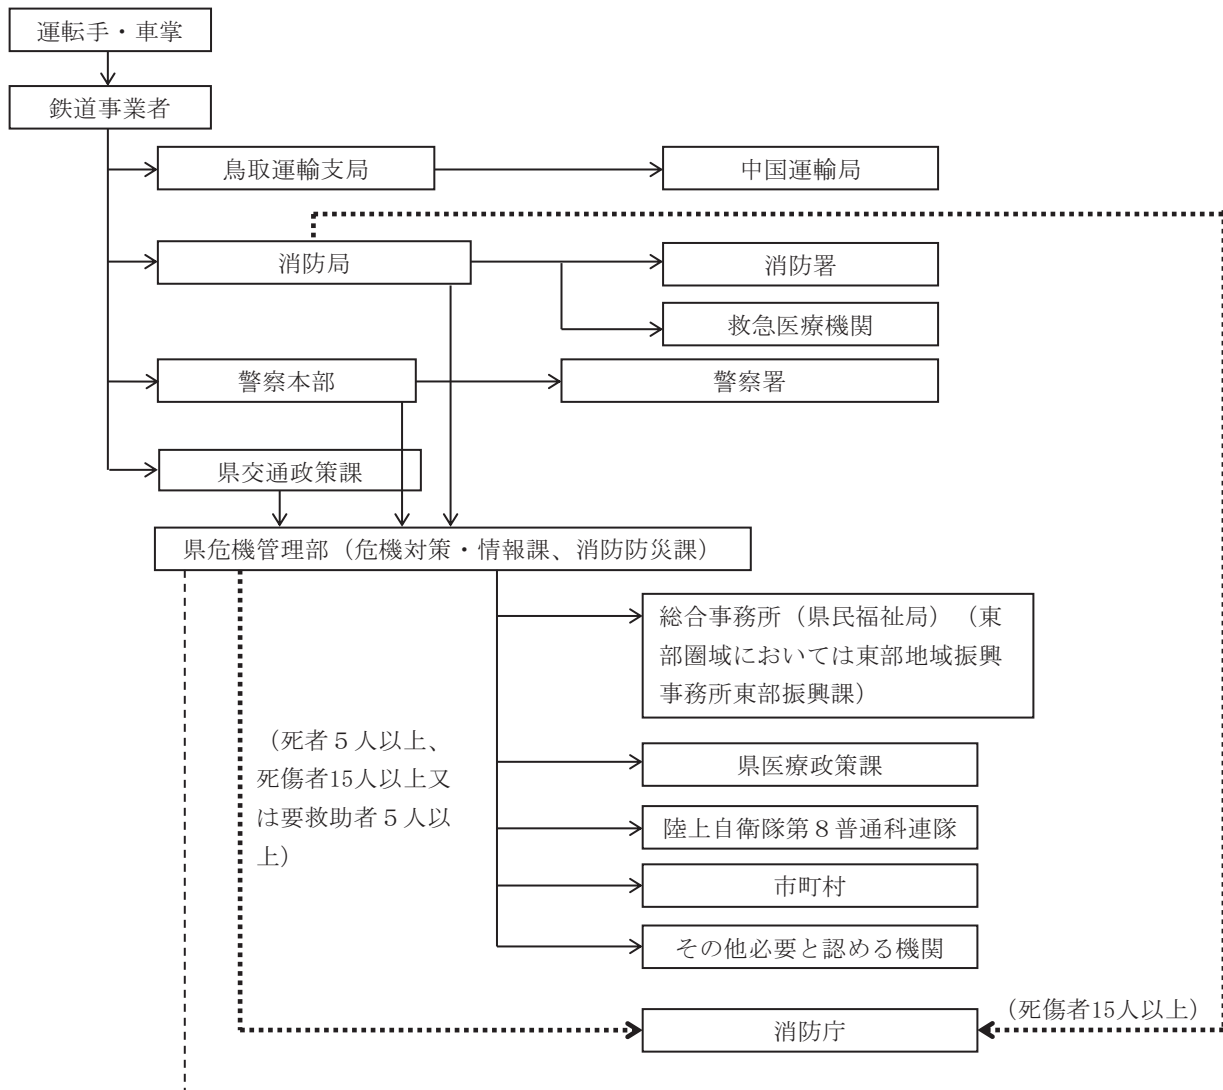 運転手・車掌
鉄道事業者
鳥取運輸支局
中国運輸局
消防局
消防署
救急医療機関
警察本部
警察署
県交通政策課
県危機管理部（危機対策・情報課、消防防災課）
総合事務所（県民福祉局）（東
部圏域においては東部地域振興
事務所東部振興課）
（死者５人以上、
死傷者15人以上又
は要救助者５人以
上）
県医療政策課
陸上自衛隊第８普通科連隊
市町村
その他必要と認める機関
（死傷者15人以上）
消防庁